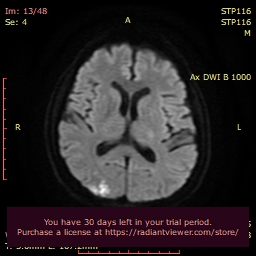 Im: 13/48
Se: 4
A
STP116
STP116
M
Ax DWI B 1000
R
L
You have 30 days left in your trial period.
Purchase a license at https://radiantviewer.com/store/